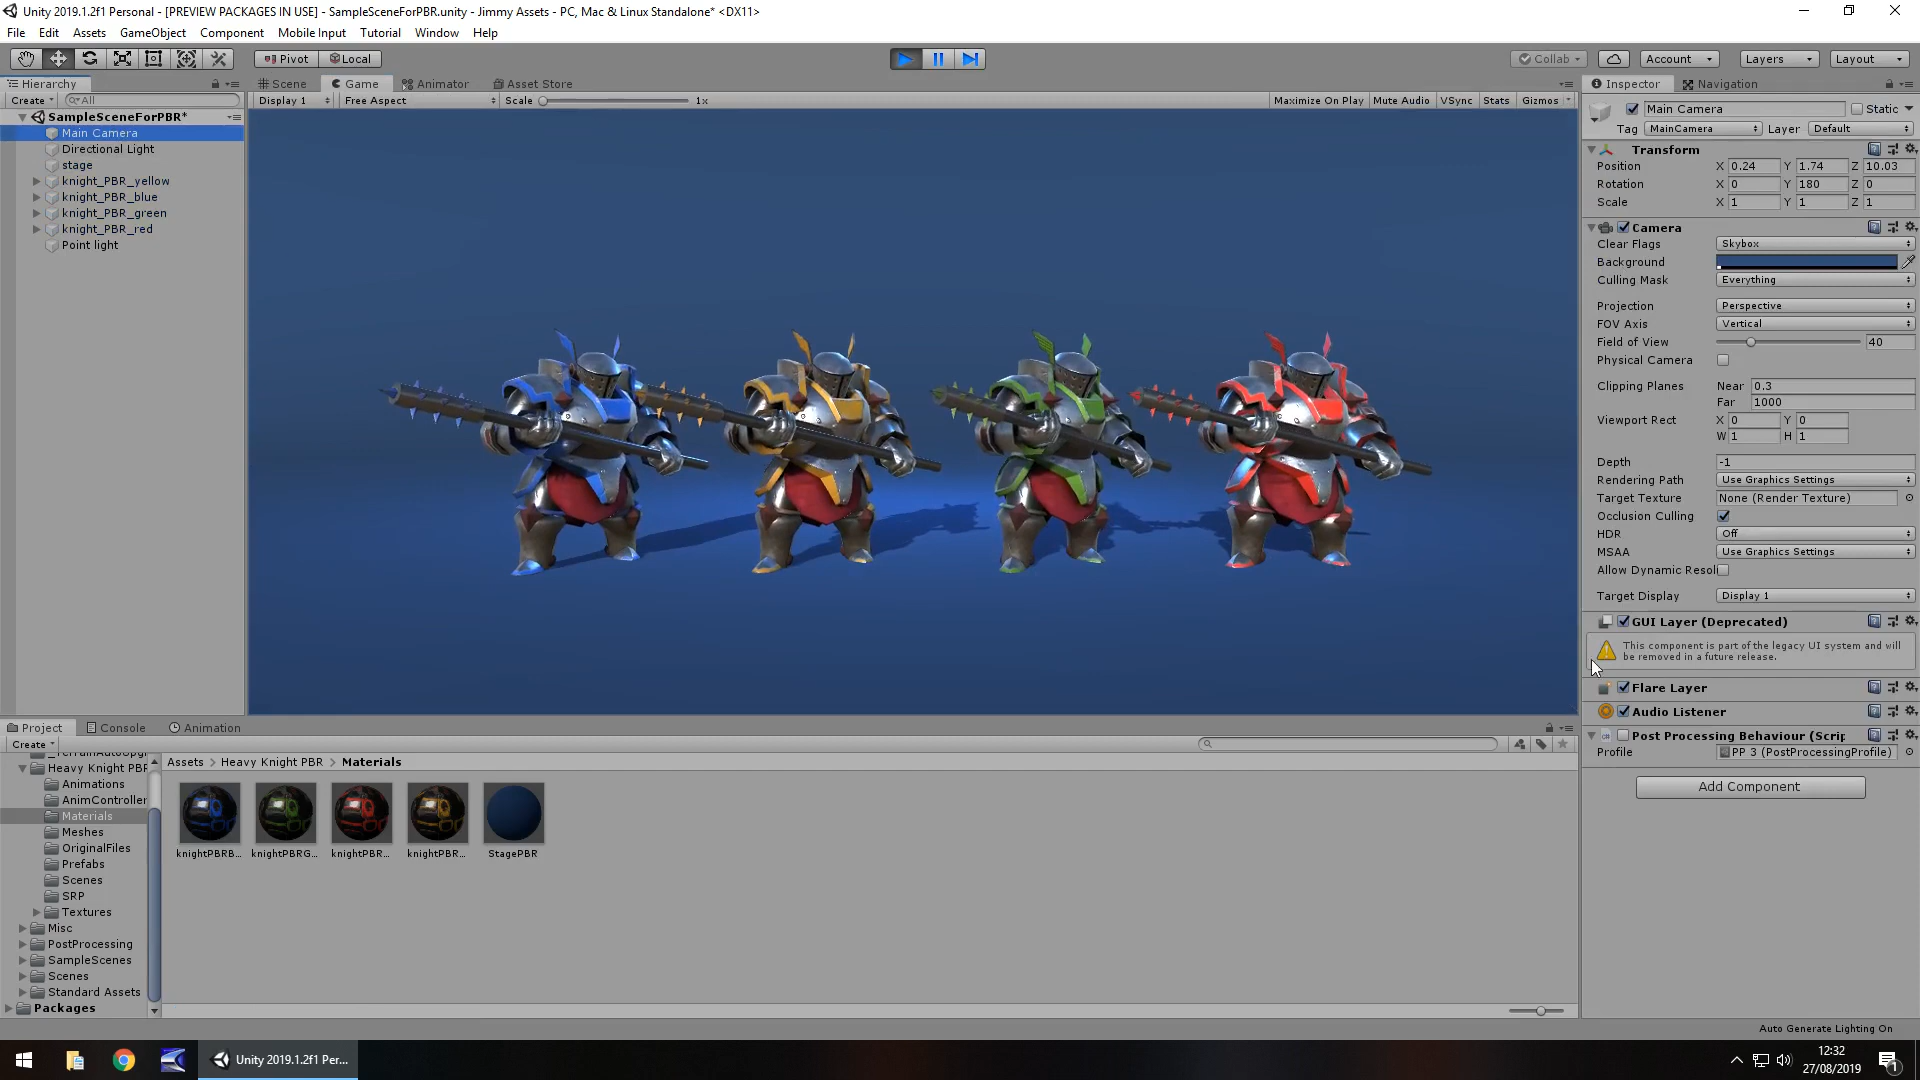 Unity 2019.1.2f1 Personal - [PREVIEW PACKAGES IN USE] - SampleSceneForPBR.unity - Jimmy Assets - PC, Mac & Linux Standalone* <DX11>
File Edit Assets GameObject Component Mobile Input Tutorial Window Help
Pivot Local Collab Account Layers Layout
Hierarchy
Create All
SampleSceneForPBR*
Main Camera
Directional Light
stage
knight_PBR_yellow
knight_PBR_blue
knight_PBR_green
knight_PBR_red
Point light
Scene Game Animator Asset Store
Display 1 Free Aspect Scale 1x Maximize On Play Mute Audio VSync Stats Gizmos
Inspector Navigation
Main Camera Static
Tag MainCamera Layer Default
Transform
Position X 0.24 Y 1.74 Z 10.03
Rotation X 0 Y 180 Z 0
Scale X 1 Y 1 Z 1
Camera
Clear Flags Skybox
Background
Culling Mask Everything
Projection Perspective
FOV Axis Vertical
Field of View 40
Physical Camera
Clipping Planes Near 0.3
Far 1000
Viewport Rect X 0 Y 0
W 1 H 1
Depth -1
Rendering Path Use Graphics Settings
Target Texture None (Render Texture)
Occlusion Culling
HDR Off
MSAA Use Graphics Settings
Allow Dynamic Resol
Target Display Display 1
GUI Layer (Deprecated)
This component is part of the legacy UI system and will
be removed in a future release.
Flare Layer
Audio Listener
Post Processing Behaviour (Scrip
Profile PP 3 (PostProcessingProfile)
Add Component
Project Console Animation
Create
Heavy Knight PBR
Animations
AnimController
Materials
Meshes
OriginalFiles
Prefabs
Scenes
SRP
Textures
Misc
PostProcessing
SampleScenes
Scenes
Standard Assets
Packages
Assets > Heavy Knight PBR > Materials
knightPBRB... knightPBRG... knightPBR... knightPBR... StagePBR
Auto Generate Lighting On
Unity 2019.1.2f1 Per...
12:32
27/08/2019
1